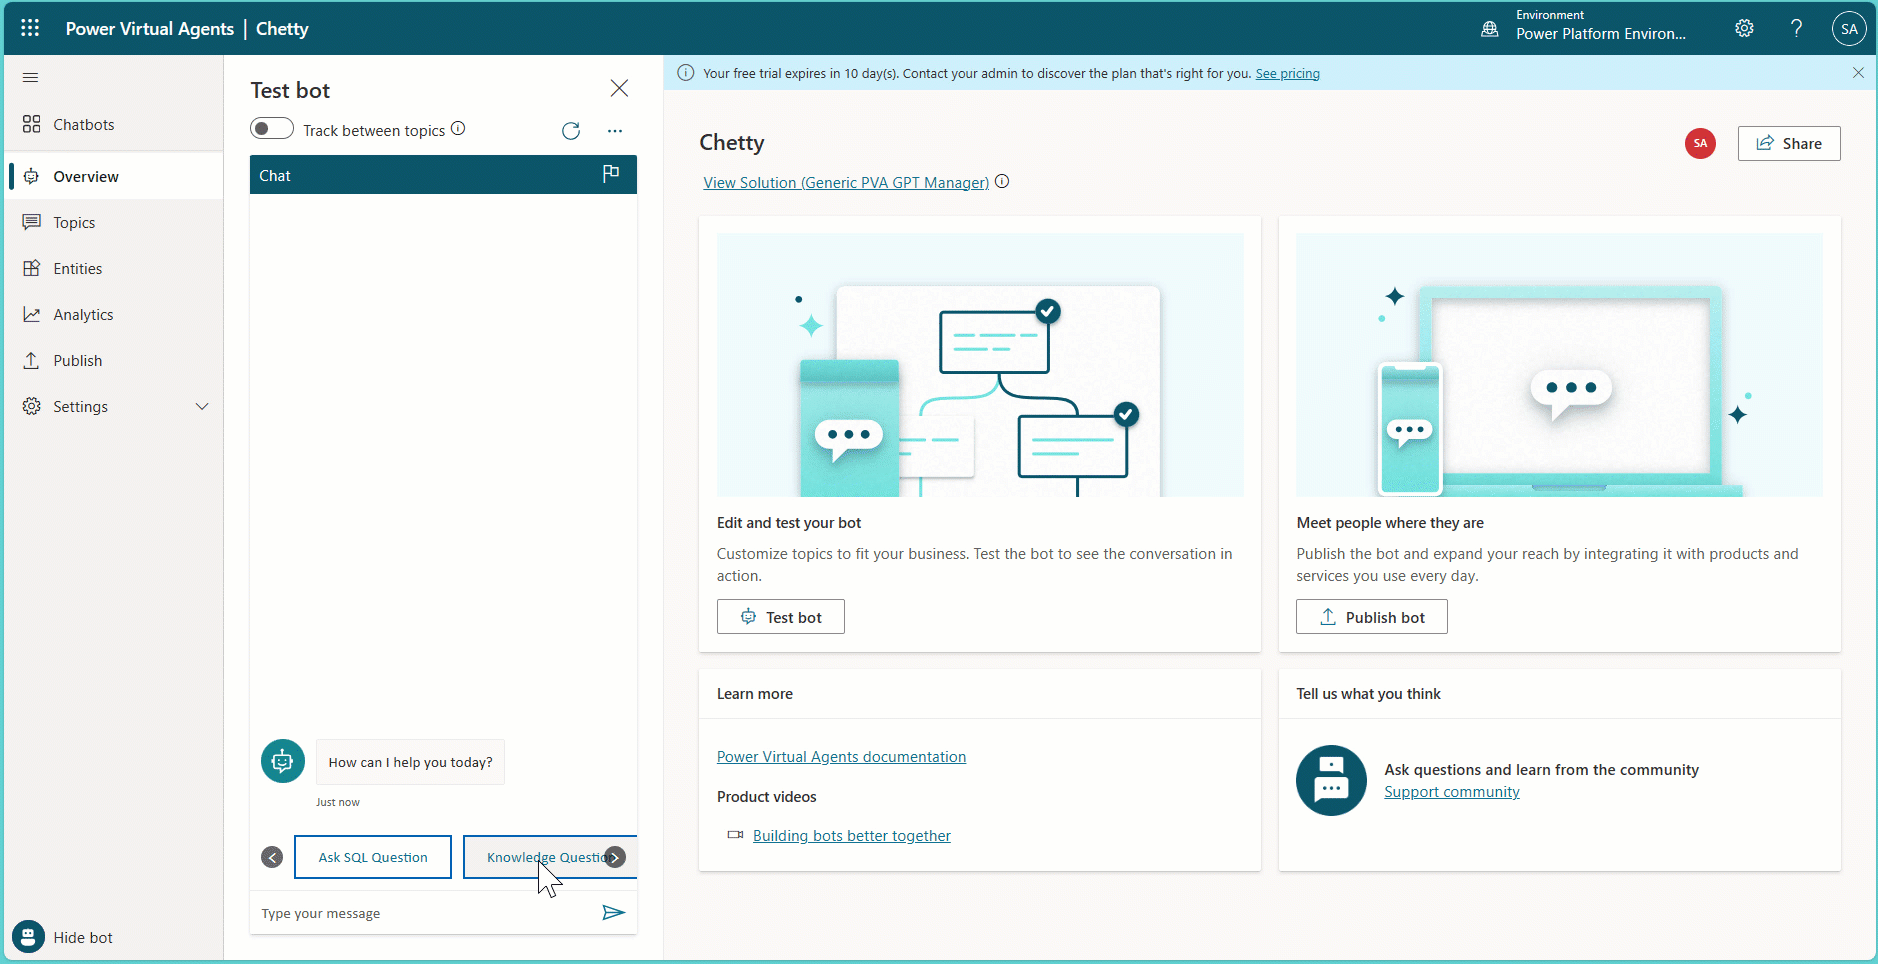 Power Virtual Agents | Chetty
Environment
Power Platform Environ...
SA
Chatbots
Overview
Topics
Entities
Analytics
Publish
Settings
Hide bot
Test bot
Track between topics
Chat
How can I help you today?
Just now
Ask SQL Question
Knowledge Question
Type your message
Your free trial expires in 10 day(s). Contact your admin to discover the plan that's right for you. See pricing
Chetty
SA
Share
View Solution (Generic PVA GPT Manager)
Edit and test your bot
Customize topics to fit your business. Test the bot to see the conversation in
action.
Test bot
Meet people where they are
Publish the bot and expand your reach by integrating it with products and
services you use every day.
Publish bot
Learn more
Power Virtual Agents documentation
Product videos
Building bots better together
Tell us what you think
Ask questions and learn from the community
Support community